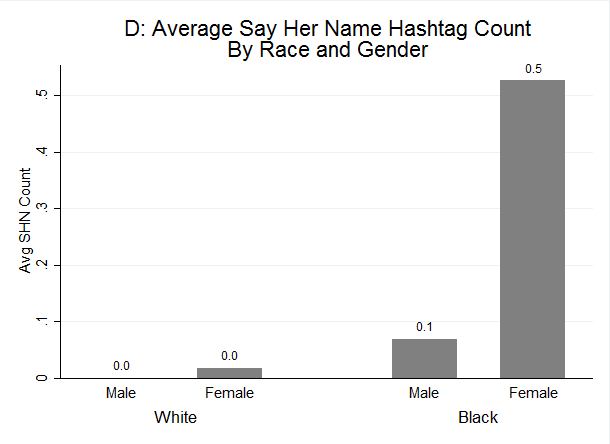 D: Average Say Her Name Hashtag Count
By Race and Gender
Avg SHN Count
.5
.4
.3
.2
.1
0
0.0
0.0
0.1
0.5
Male
Female
Male
Female
White
Black